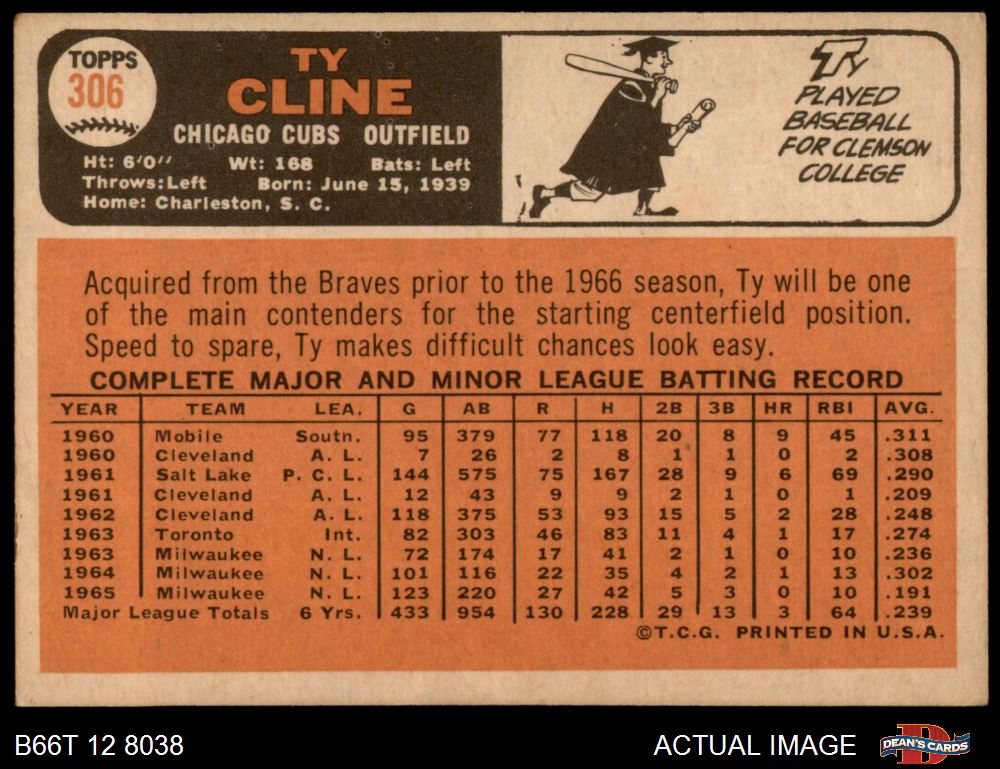 TOPPS
306
TY
CLINE
CHICAGO CUBS OUTFIELD
Ht: 6'0" Wt: 168 Bats: Left
Throws: Left Born: June 15, 1939
Home: Charleston, S. C.
TY
PLAYED
BASEBALL
FOR CLEMSON
COLLEGE
Acquired from the Braves prior to the 1966 season, Ty will be one
of the main contenders for the starting centerfield position.
Speed to spare, Ty makes difficult chances look easy.
COMPLETE MAJOR AND MINOR LEAGUE BATTING RECORD
YEAR TEAM LEA. G AB R H 2B 3B HR RBI AVG.
1960 Mobile Southn. 95 379 77 118 20 8 9 45 .311
1960 Cleveland A. L. 7 26 2 8 1 1 0 2 .308
1961 Salt Lake P. C. L. 144 575 75 167 28 9 6 69 .290
1961 Cleveland A. L. 12 43 9 9 2 1 0 1 .209
1962 Cleveland A. L. 118 375 53 93 15 5 2 28 .248
1963 Toronto Int. 82 303 46 83 11 4 1 17 .274
1963 Milwaukee N. L. 72 174 17 41 2 1 0 10 .236
1964 Milwaukee N. L. 101 116 22 35 4 2 1 13 .302
1965 Milwaukee N. L. 123 220 27 42 5 3 0 10 .191
Major League Totals 6 Yrs. 433 954 130 228 29 13 3 64 .239
©T.C.G. PRINTED IN U.S.A.
B66T 12 8038 ACTUAL IMAGE DEAN'S CARDS